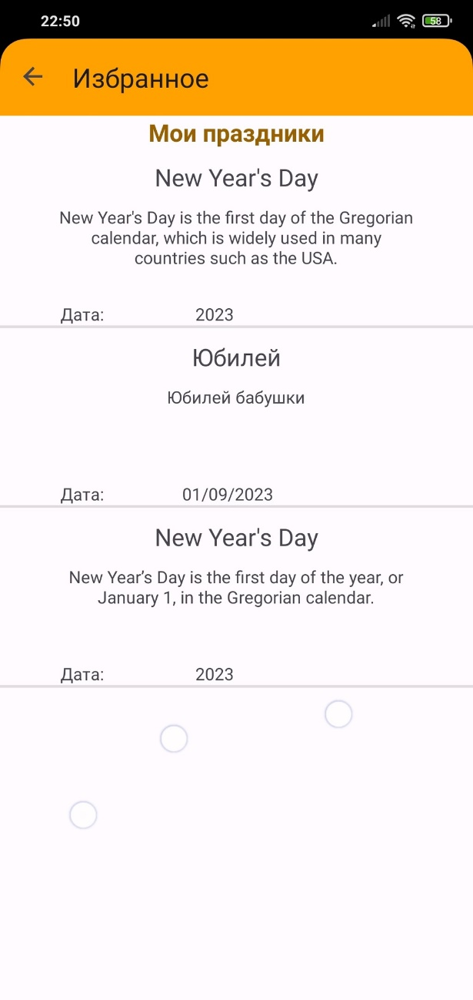 22:50
58
Избранное
Мои праздники
New Year's Day
New Year's Day is the first day of the Gregorian
calendar, which is widely used in many
countries such as the USA.
Дата: 2023
Юбилей
Юбилей бабушки
Дата: 01/09/2023
New Year's Day
New Year’s Day is the first day of the year, or
January 1, in the Gregorian calendar.
Дата: 2023